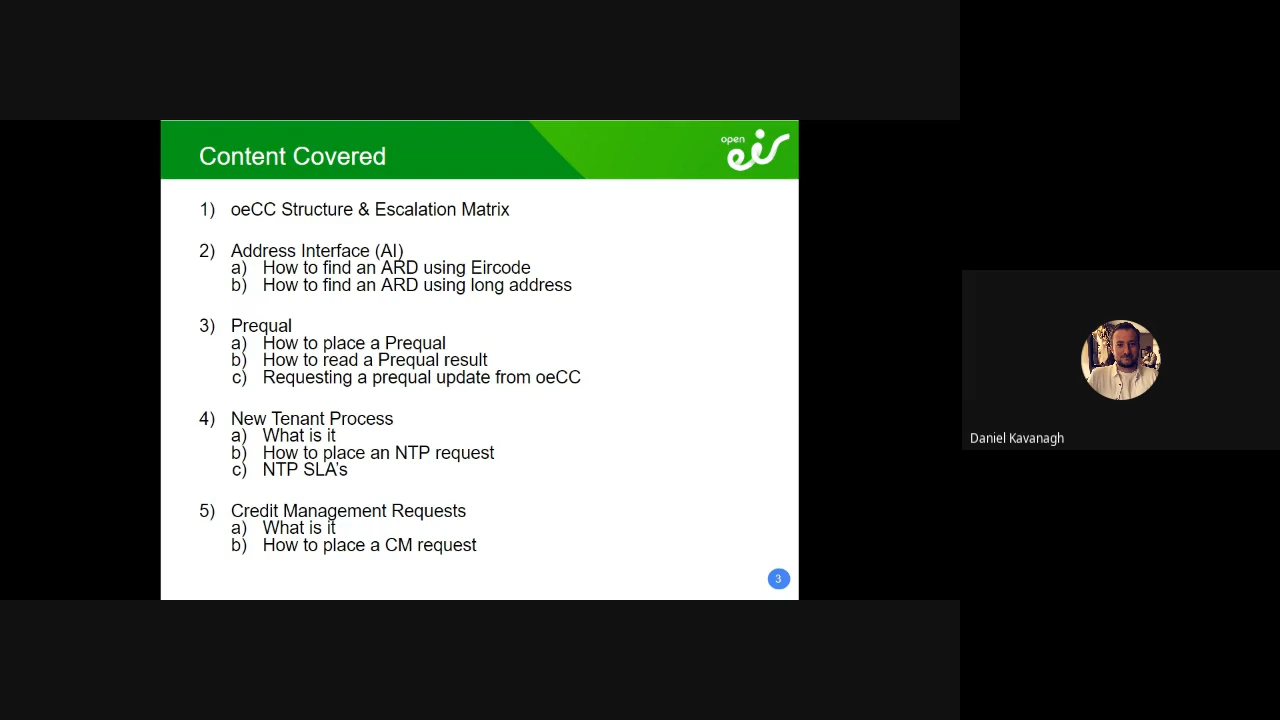 Content Covered
open
eir
1) oeCC Structure & Escalation Matrix
2) Address Interface (AI)
a) How to find an ARD using Eircode
b) How to find an ARD using long address
3) Prequal
a) How to place a Prequal
b) How to read a Prequal result
c) Requesting a prequal update from oeCC
4) New Tenant Process
a) What is it
b) How to place an NTP request
c) NTP SLA's
5) Credit Management Requests
a) What is it
b) How to place a CM request
3
Daniel Kavanagh